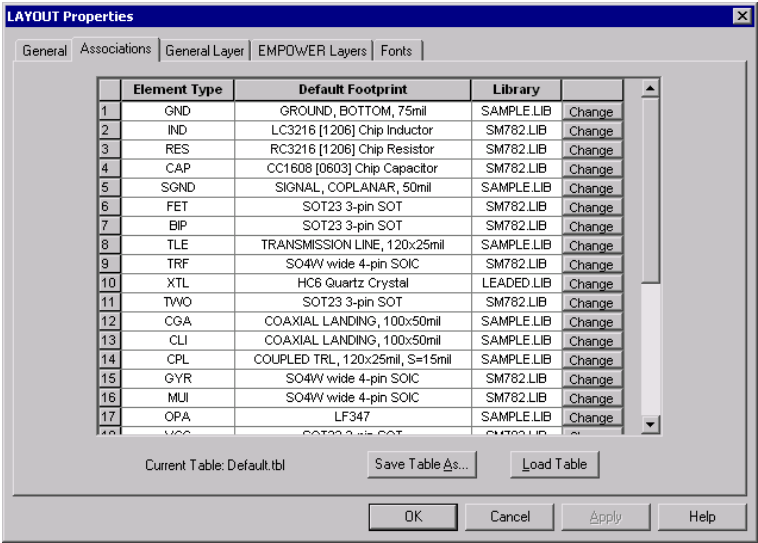 LAYOUT Properties
General Associations General Layer EMPOWER Layers Fonts
Element Type Default Footprint Library
1 GND GROUND, BOTTOM, 75mil SAMPLE.LIB Change
2 IND LC3216 [1206] Chip Inductor SM782.LIB Change
3 RES RC3216 [1206] Chip Resistor SM782.LIB Change
4 CAP CC1608 [0603] Chip Capacitor SM782.LIB Change
5 SGND SIGNAL, COPLANAR, 50mil SAMPLE.LIB Change
6 FET SOT23 3-pin SOT SM782.LIB Change
7 BIP SOT23 3-pin SOT SM782.LIB Change
8 TLE TRANSMISSION LINE, 120x25mil SAMPLE.LIB Change
9 TRF SO4W wide 4-pin SOIC SM782.LIB Change
10 XTL HC6 Quartz Crystal LEADED.LIB Change
11 TWO SOT23 3-pin SOT SM782.LIB Change
12 CGA COAXIAL LANDING, 100x50mil SAMPLE.LIB Change
13 CLI COAXIAL LANDING, 100x50mil SAMPLE.LIB Change
14 CPL COUPLED TRL, 120x25mil, S=15mil SAMPLE.LIB Change
15 GYR SO4W wide 4-pin SOIC SM782.LIB Change
16 MUI SO4W wide 4-pin SOIC SM782.LIB Change
17 OPA LF347 SAMPLE.LIB Change
Current Table: Default.tbl Save Table As... Load Table
OK Cancel Apply Help